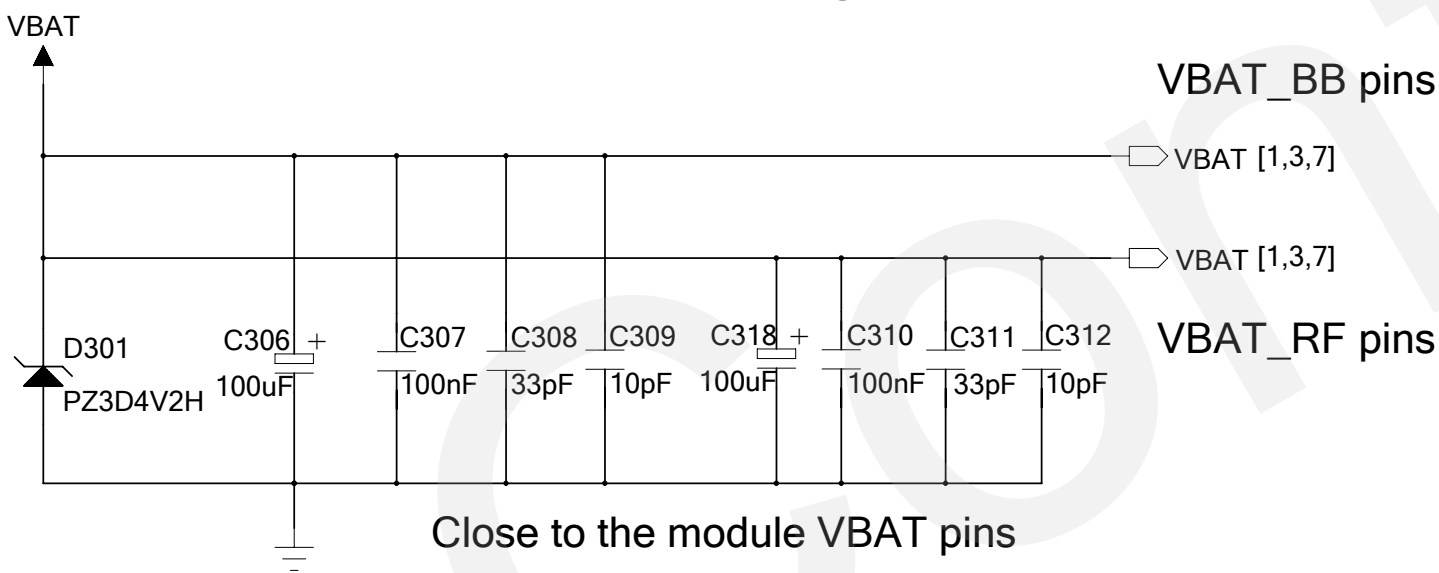 VBAT
VBAT_BB pins
VBAT [1,3,7]
VBAT [1,3,7]
VBAT_RF pins
D301
PZ3D4V2H
C306 +
100uF
C307
100nF
C308
33pF
C309
10pF
C318 +
100uF
C310
100nF
C311
33pF
C312
10pF
Close to the module VBAT pins